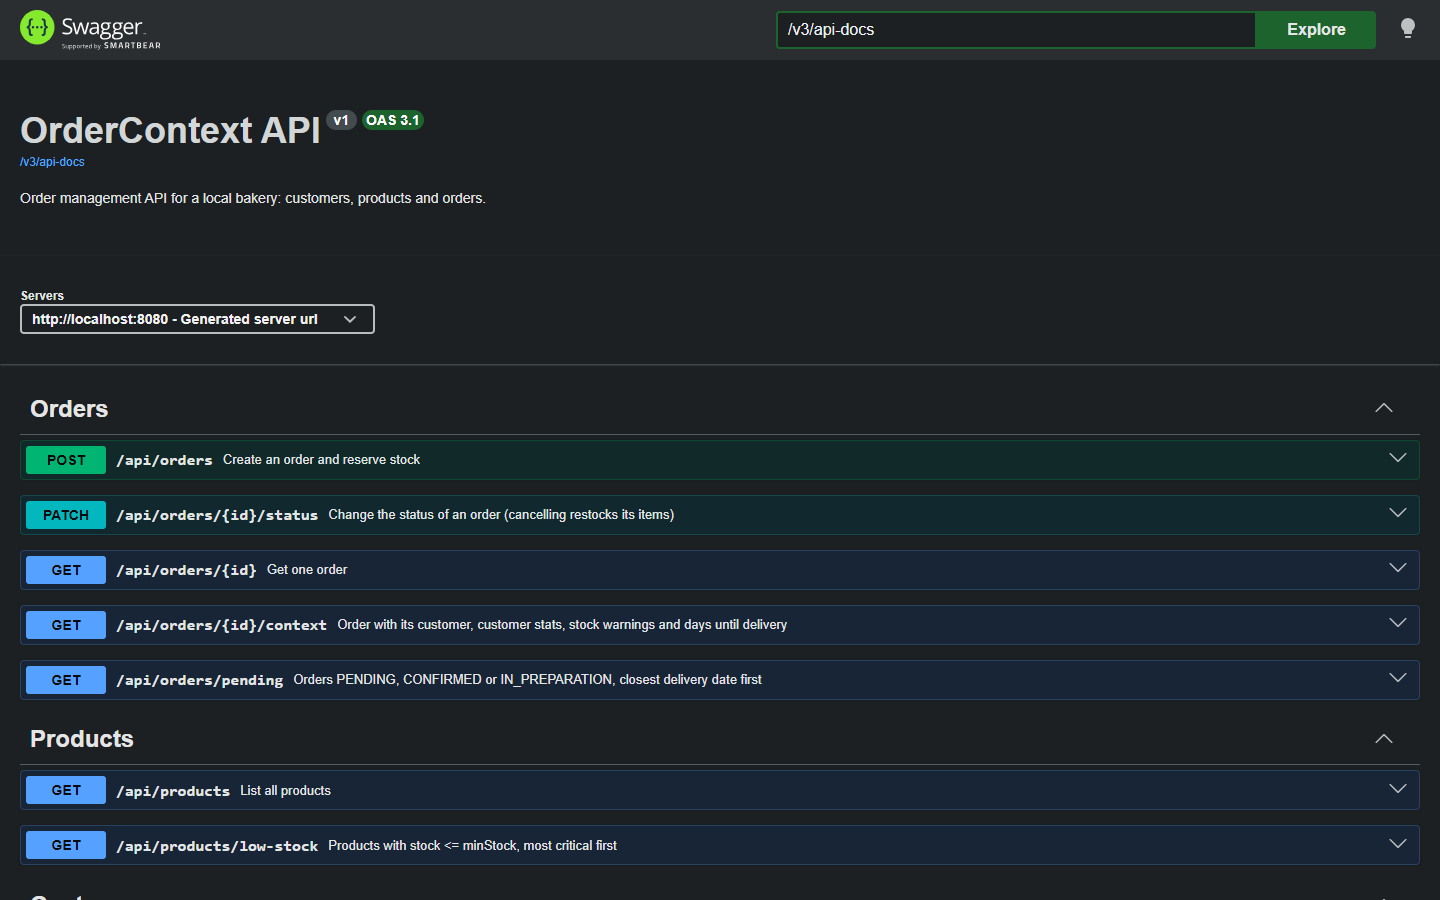 Swagger
Supported by SMARTBEAR
/v3/api-docs
Explore
OrderContext API v1 OAS 3.1
/v3/api-docs
Order management API for a local bakery: customers, products and orders.
Servers
http://localhost:8080 - Generated server url
Orders
POST /api/orders Create an order and reserve stock
PATCH /api/orders/{id}/status Change the status of an order (cancelling restocks its items)
GET /api/orders/{id} Get one order
GET /api/orders/{id}/context Order with its customer, customer stats, stock warnings and days until delivery
GET /api/orders/pending Orders PENDING, CONFIRMED or IN_PREPARATION, closest delivery date first
Products
GET /api/products List all products
GET /api/products/low-stock Products with stock <= minStock, most critical first